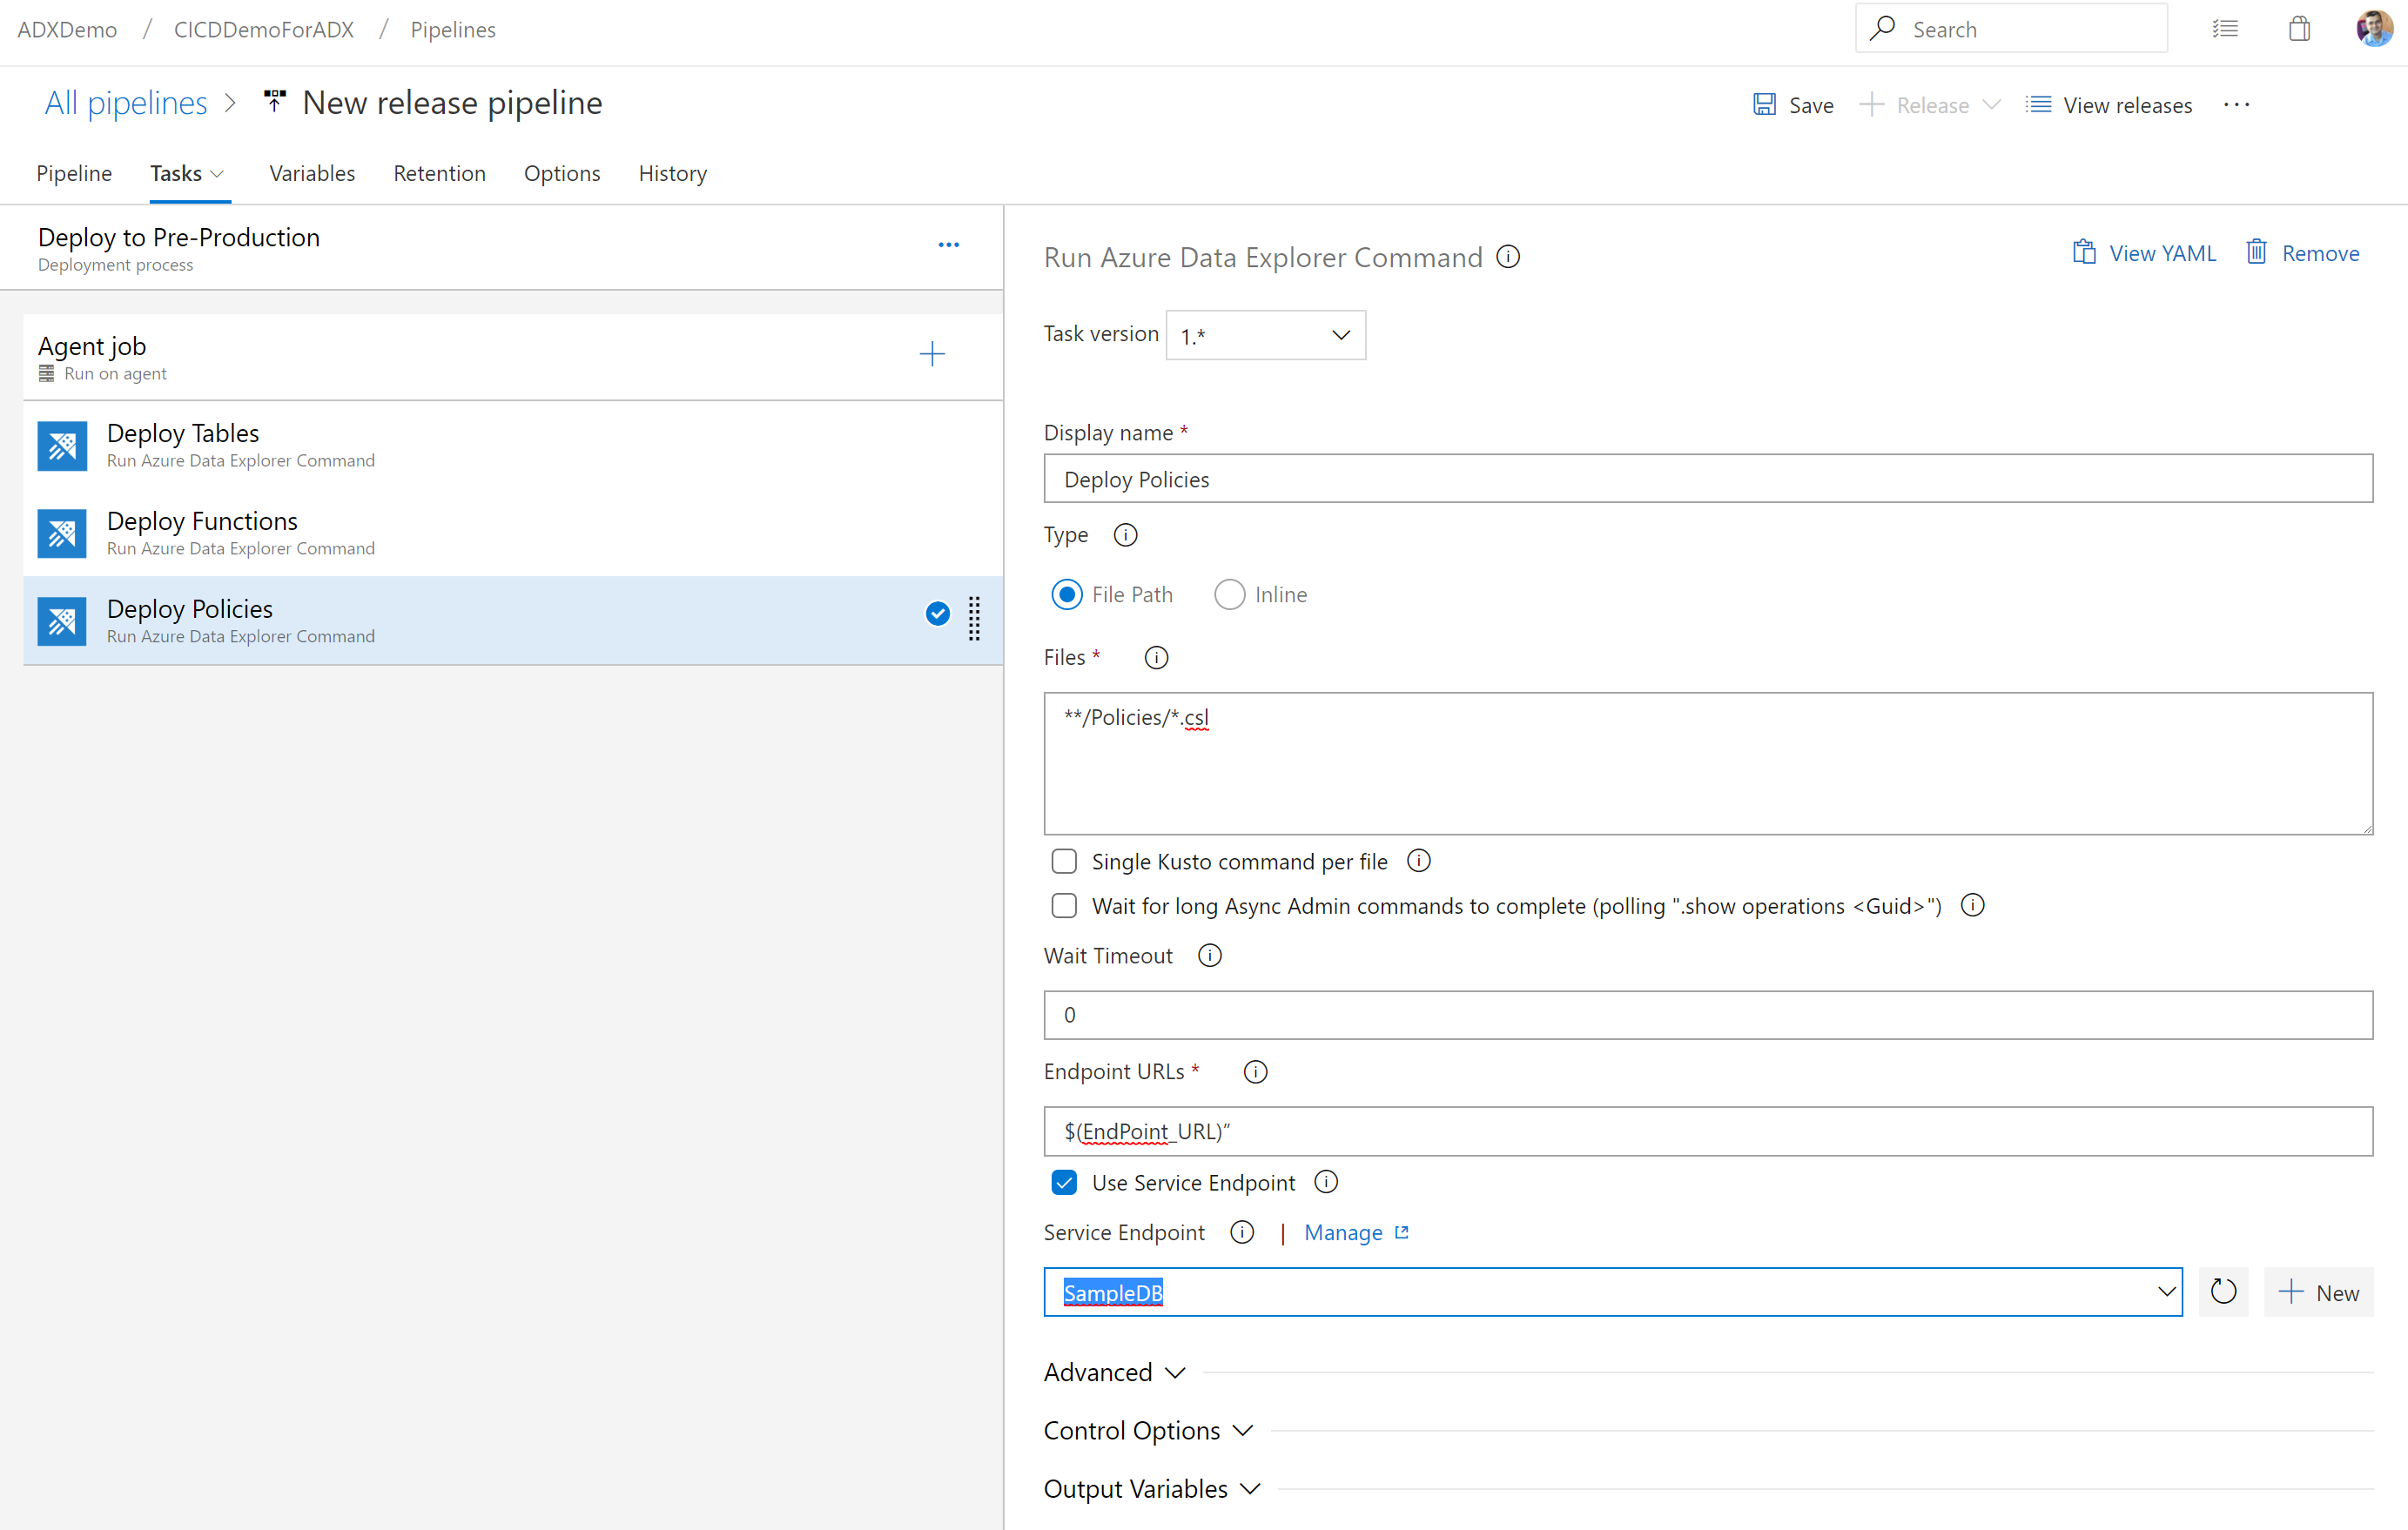 ADXDemo / CICDDemoForADX / Pipelines
Search
All pipelines > New release pipeline
Save
Release
View releases
Pipeline
Tasks
Variables
Retention
Options
History
Deploy to Pre-Production
Deployment process
Agent job
Run on agent
Deploy Tables
Run Azure Data Explorer Command
Deploy Functions
Run Azure Data Explorer Command
Deploy Policies
Run Azure Data Explorer Command
Run Azure Data Explorer Command
View YAML
Remove
Task version 1.*
Display name *
Deploy Policies
Type
File Path
Inline
Files *
**/Policies/*.csl
Single Kusto command per file
Wait for long Async Admin commands to complete (polling ".show operations <Guid>")
Wait Timeout
0
Endpoint URLs *
$(EndPoint_URL)”
Use Service Endpoint
Service Endpoint | Manage
SampleDB
New
Advanced
Control Options
Output Variables